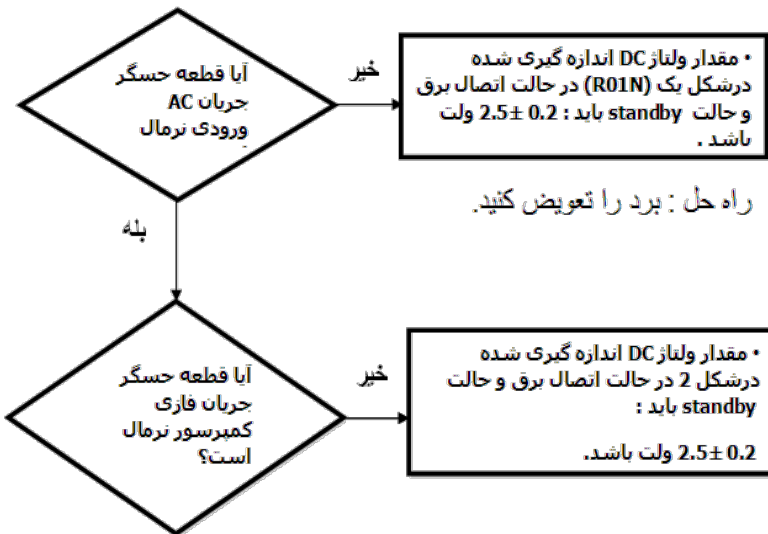 آیا قطعه حسگر
جریان AC
ورودی نرمال
خیر
• مقدار ولتاژ DC اندازه گیری شده
درشکل یک (R01N) در حالت اتصال برق
و حالت standby باید : 0.2 ±2.5 ولت
باشد .
راه حل : برد را تعویض کنید.
بله
آیا قطعه حسگر
جریان فازی
کمپرسور نرمال
است؟
خیر
• مقدار ولتاژ DC اندازه گیری شده
درشکل 2 در حالت اتصال برق و حالت
standby باید :
0.2 ±2.5 ولت باشد.